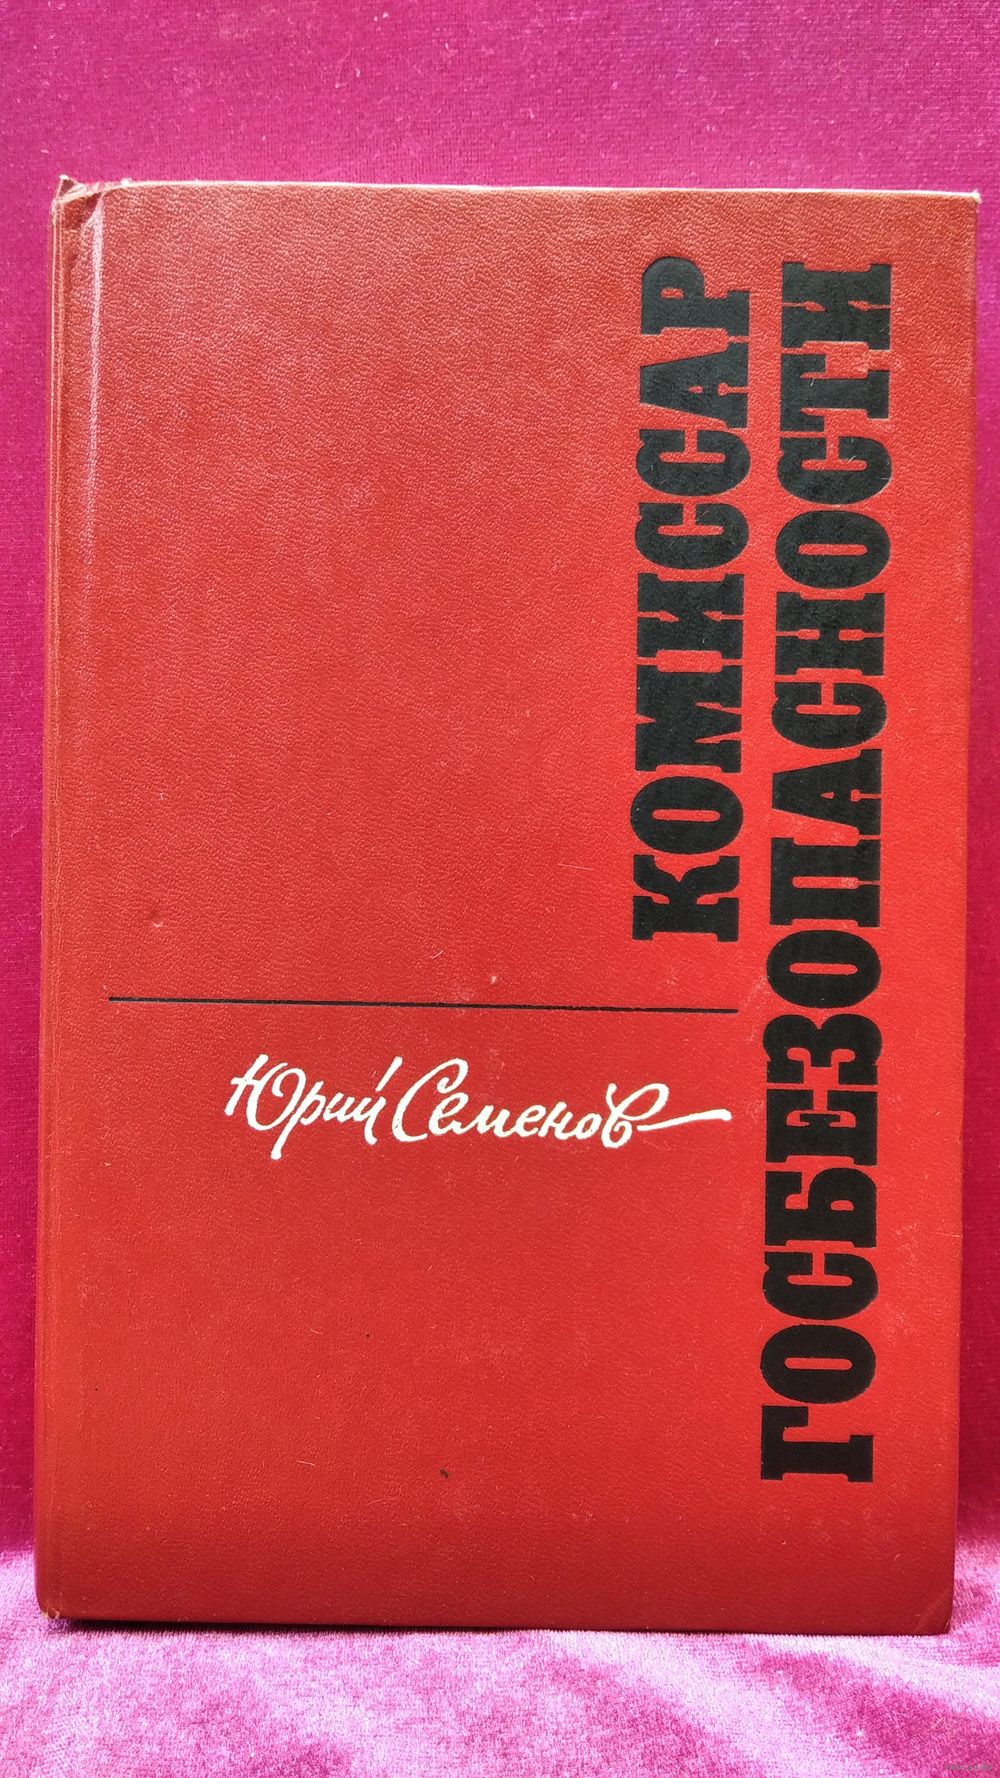 КОМИССАР
ГОСБЕЗОПАСНОСТИ
Юрий Семенов